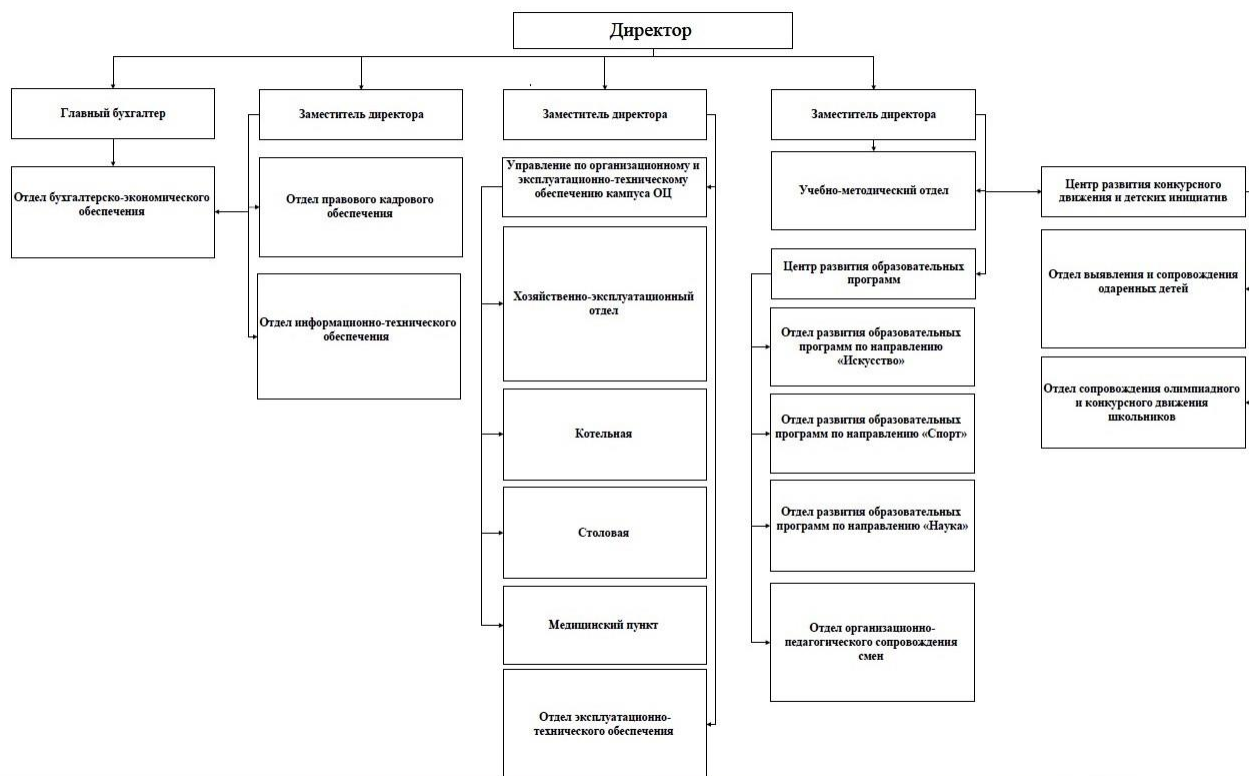 Директор
Главный бухгалтер
Отдел бухгалтерско-экономического
обеспечения
Заместитель директора
Отдел правового кадрового
обеспечения
Отдел информационно-технического
обеспечения
Заместитель директора
Управление по организационному и
эксплуатационно-техническому
обеспечению кампуса ОЦ
Хозяйственно-эксплуатационный
отдел
Котельная
Столовая
Медицинский пункт
Отдел эксплуатационно-
технического обеспечения
Заместитель директора
Учебно-методический отдел
Центр развития образовательных
программ
Отдел развития образовательных
программ по направлению
«Искусство»
Отдел развития образовательных
программ по направлению «Спорт»
Отдел развития образовательных
программ по направлению «Наука»
Отдел организационно-
педагогического сопровождения
смен
Центр развития конкурсного
движения и детских инициатив
Отдел выявления и сопровождения
одаренных детей
Отдел сопровождения олимпиадного
и конкурсного движения
школьников